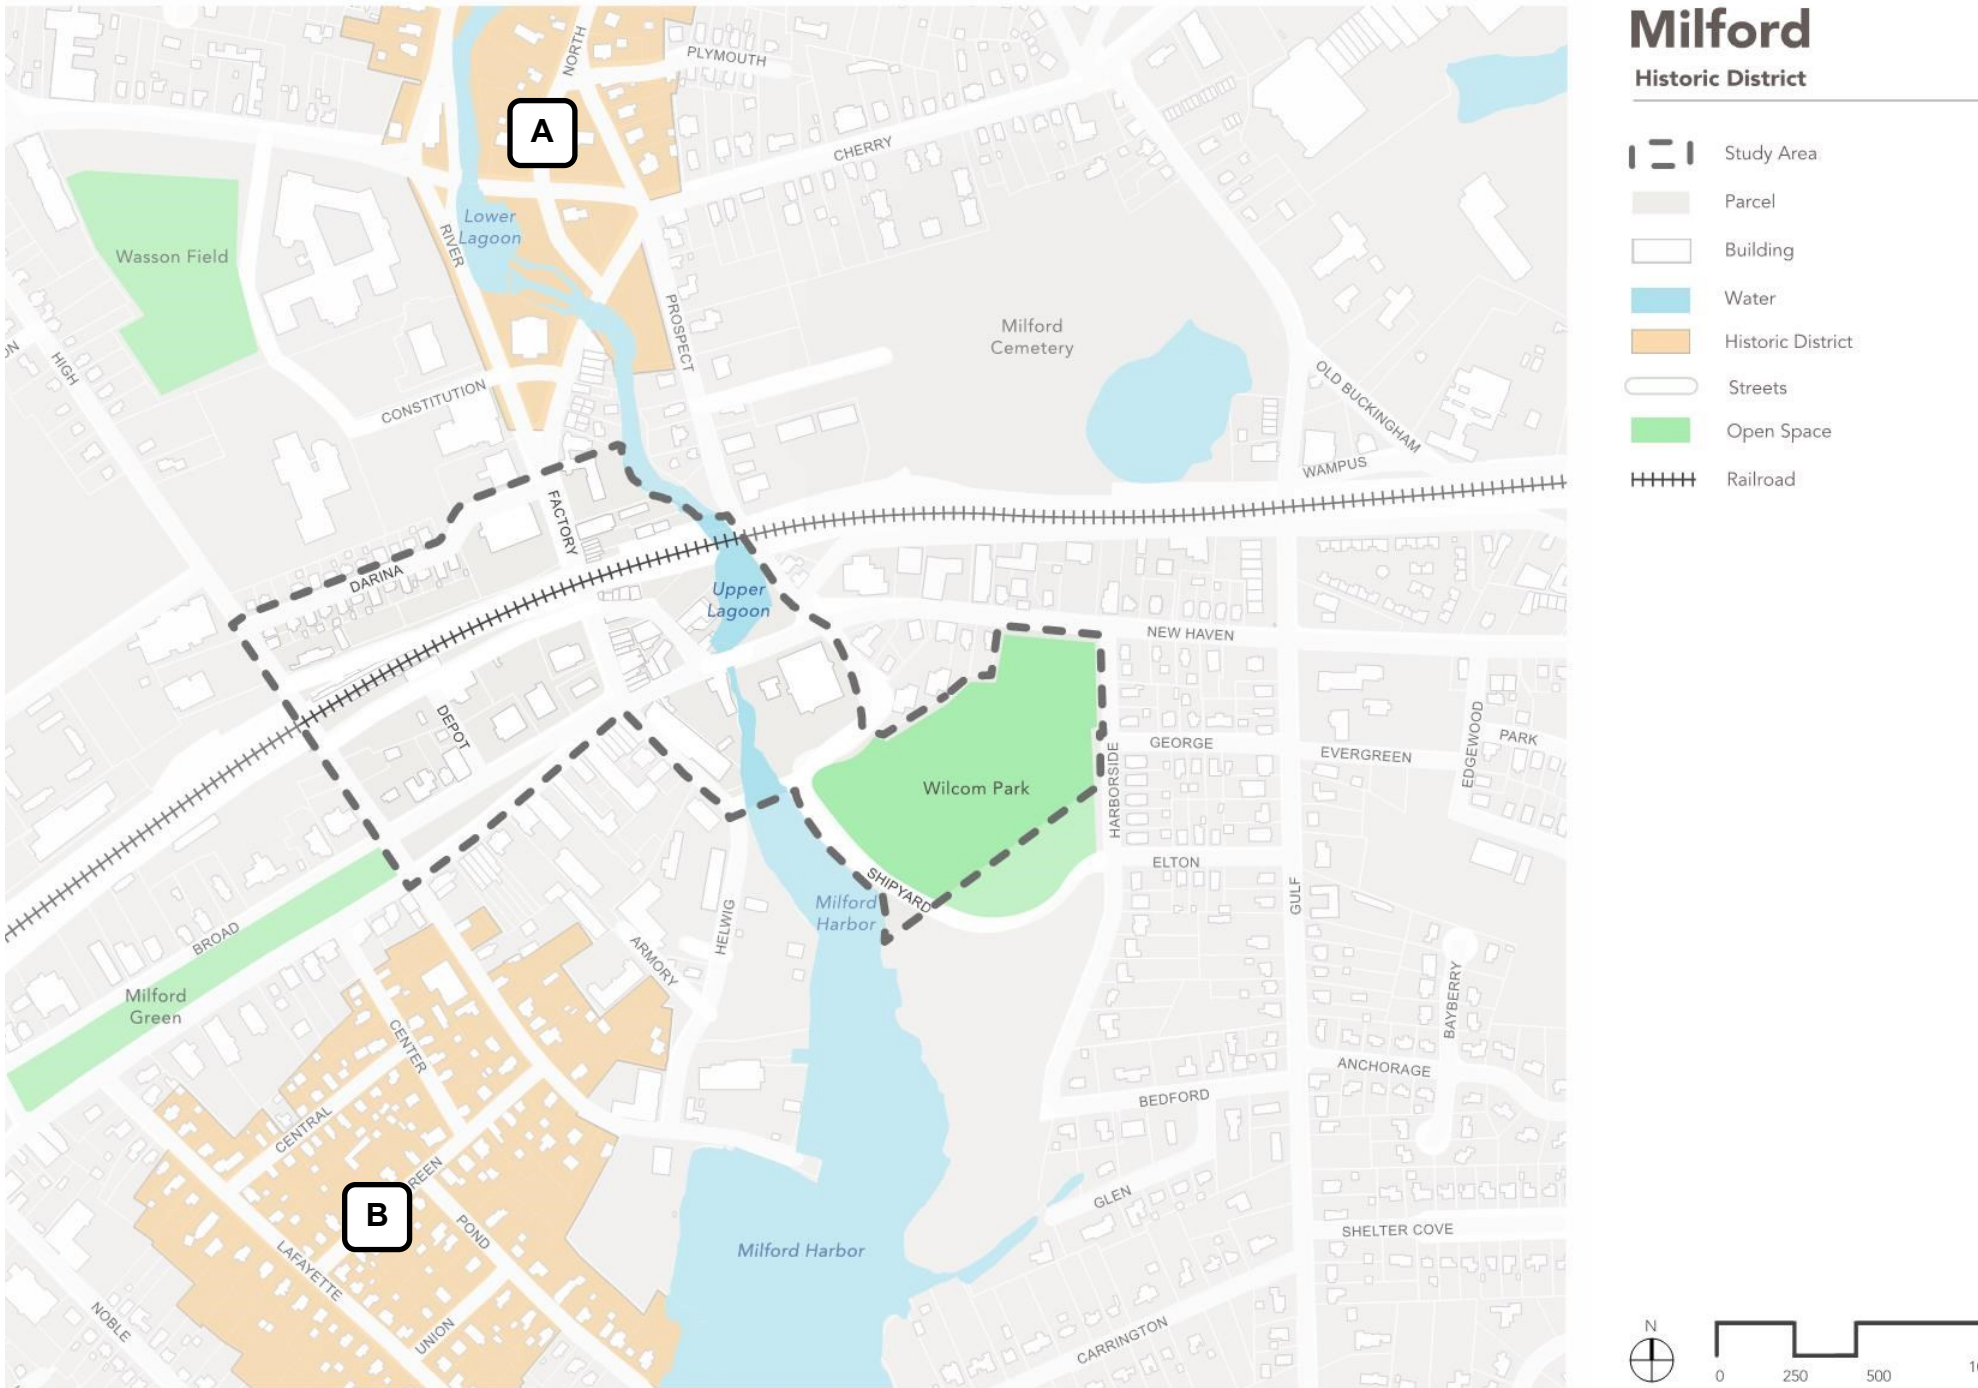 Milford
Historic District
Study Area
Parcel
Building
Water
Historic District
Streets
Open Space
Railroad
NORTH
PLYMOUTH
A
CHERRY
Lower
Lagoon
RIVER
Wasson Field
PROSPECT
Milford
Cemetery
HIGH
CONSTITUTION
OLD BUCKINGHAM
WAMPUS
FACTORY
DARINA
Upper
Lagoon
NEW HAVEN
DEPOT
GEORGE
EVERGREEN
EDGEWOOD
PARK
HARBORSIDE
Wilcom Park
ELTON
SHIPYARD
GULF
Milford
Harbor
HELWIG
ARMORY
BROAD
Milford
Green
CENTER
BAYBERRY
ANCHORAGE
BEDFORD
CENTRAL
REEN
B
POND
GLEN
SHELTER COVE
Milford Harbor
LAFAYETTE
NOBLE
UNION
CARRINGTON
N
0
250
500